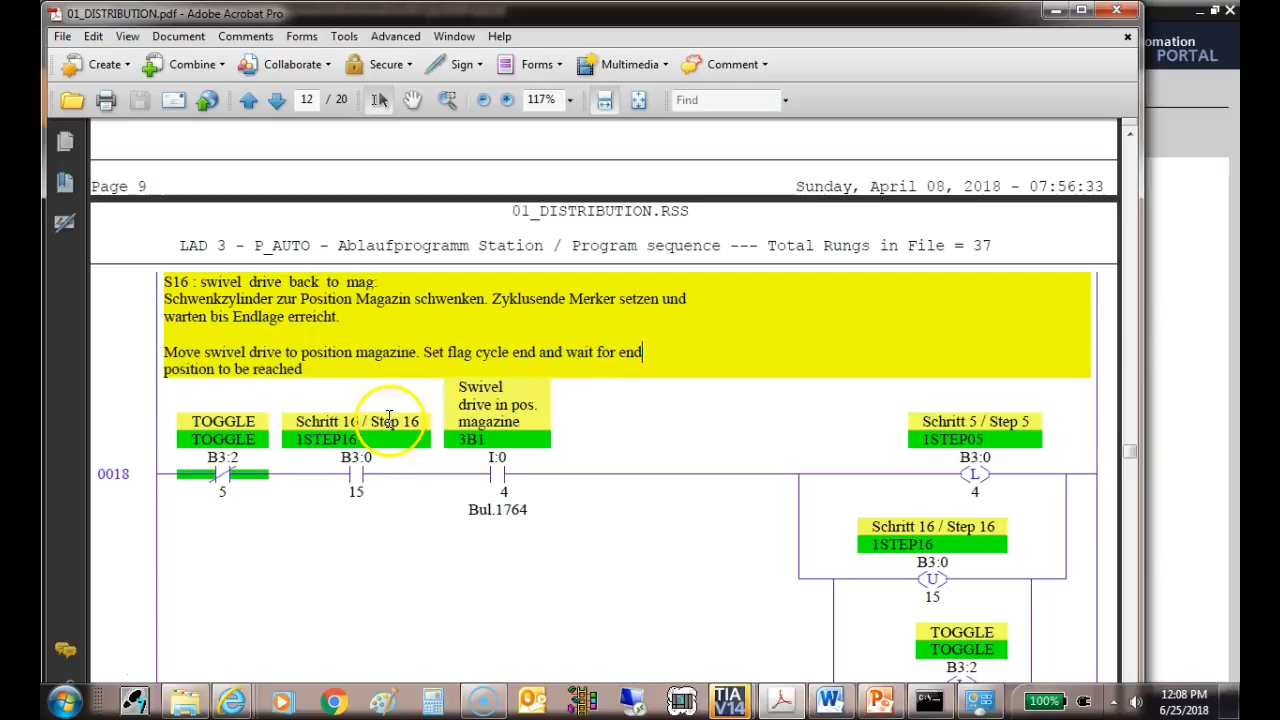 01_DISTRIBUTION.pdf - Adobe Acrobat Pro
File Edit View Document Comments Forms Tools Advanced Window Help
Create Combine Collaborate Secure Sign Forms Multimedia Comment
12 / 20 117% Find
omation
PORTAL
Page 9 Sunday, April 08, 2018 - 07:56:33
01_DISTRIBUTION.RSS
LAD 3 - P_AUTO - Ablaufprogramm Station / Program sequence --- Total Rungs in File = 37
S16 : swivel drive back to mag:
Schwenkzylinder zur Position Magazin schwenken. Zyklusende Merker setzen und
warten bis Endlage erreicht.
Move swivel drive to position magazine. Set flag cycle end and wait for end
position to be reached
Swivel
drive in pos.
TOGGLE Schritt 16 / Step 16 magazine Schritt 5 / Step 5
TOGGLE 1STEP16 3B1 1STEP05
B3:2 B3:0 I:0 B3:0
0018 L
5 15 4 4
Bul.1764
Schritt 16 / Step 16
1STEP16
B3:0
U
15
TOGGLE
TOGGLE
B3:2
TIA
V14
W
P
100% 12:08 PM
6/25/2018